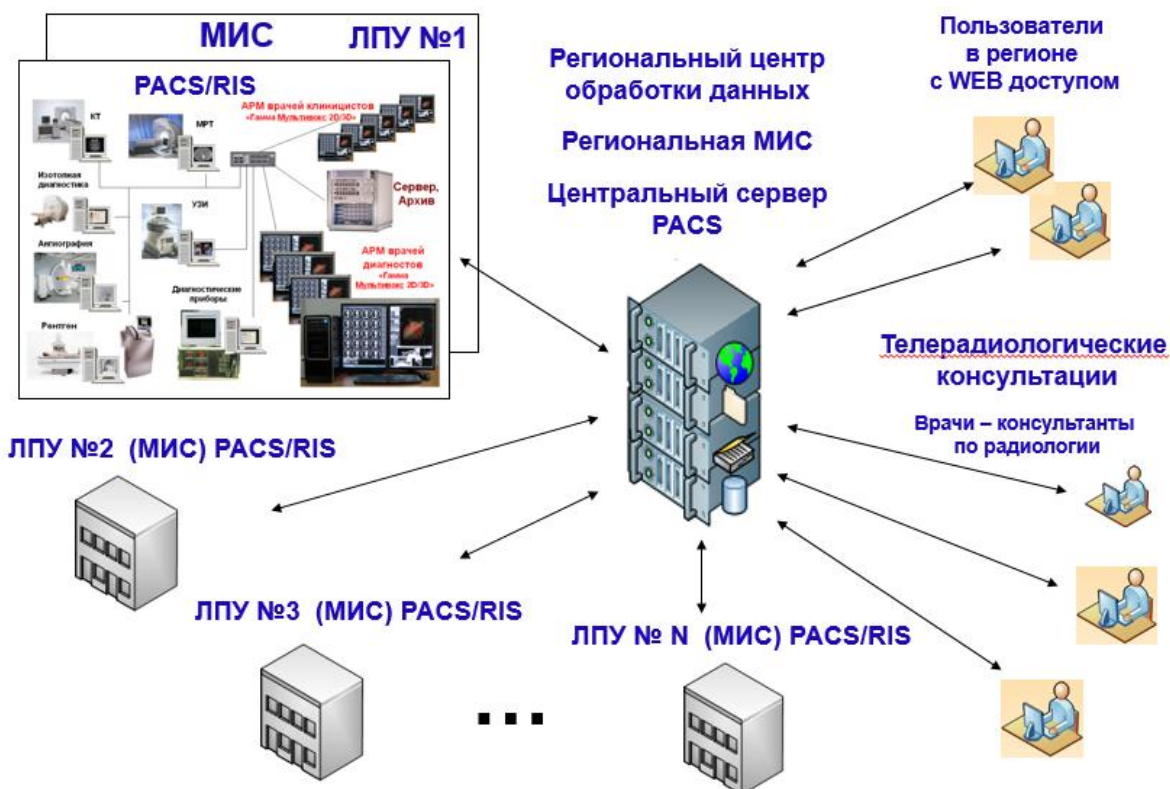 МИС
ЛПУ №1
PACS/RIS
КТ
МРТ
АРМ врачей клиницистов
«Гамма Мультивокс 2D/3D»
Изотопная
диагностика
УЗИ
Сервер,
Архив
Ангиография
АРМ врачей
диагностов
«Гамма
Мультивокс 2D/3D»
Диагностические
приборы
Рентген
Региональный центр
обработки данных
Региональная МИС
Центральный сервер
PACS
Пользователи
в регионе
с WEB доступом
Телерадиологические
консультации
Врачи – консультанты
по радиологии
ЛПУ №2 (МИС) PACS/RIS
ЛПУ №3 (МИС) PACS/RIS
ЛПУ № N (МИС) PACS/RIS
...